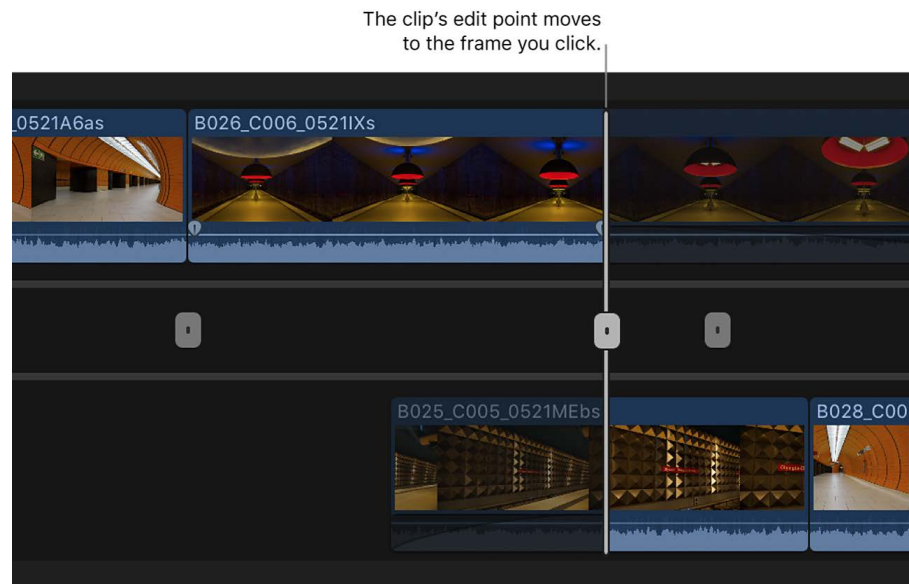 The clip’s edit point moves
to the frame you click.
_0521A6as
B026_C006_0521IXs
B025_C005_0521MEbs
B028_C00